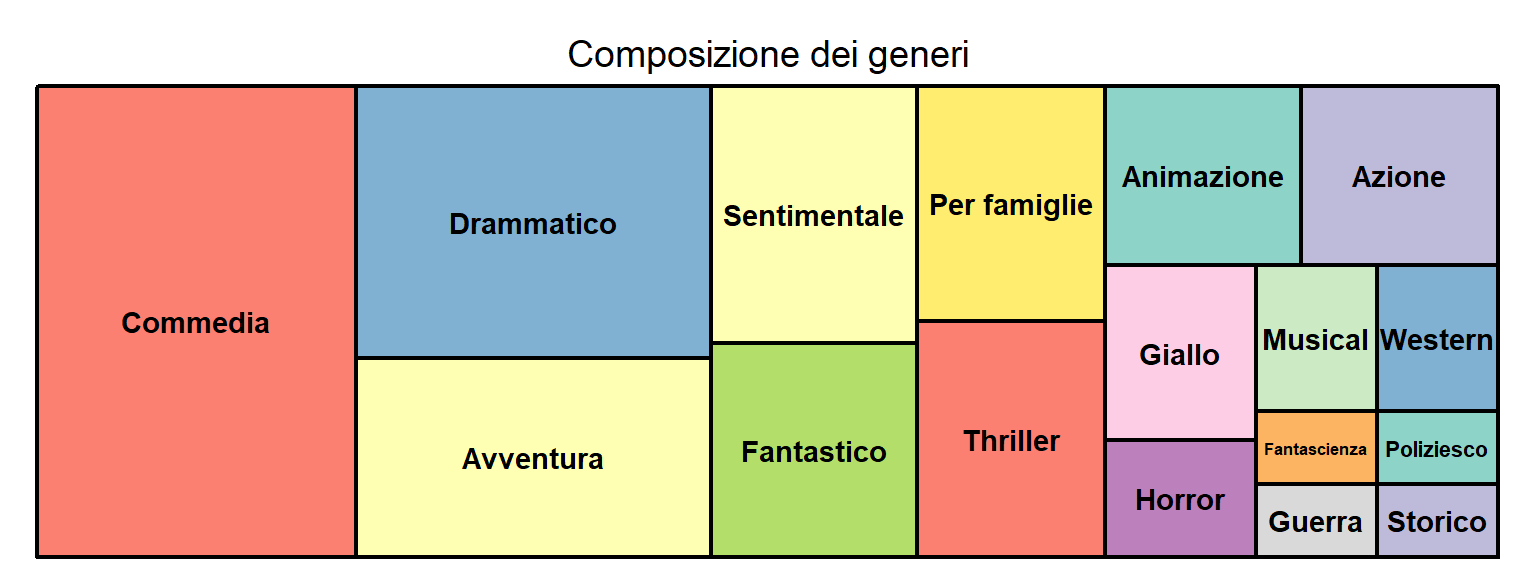 Composizione dei generi
Commedia
Drammatico
Avventura
Sentimentale
Fantastico
Per famiglie
Thriller
Animazione
Azione
Giallo
Horror
Musical
Western
Fantascienza
Poliziesco
Guerra
Storico